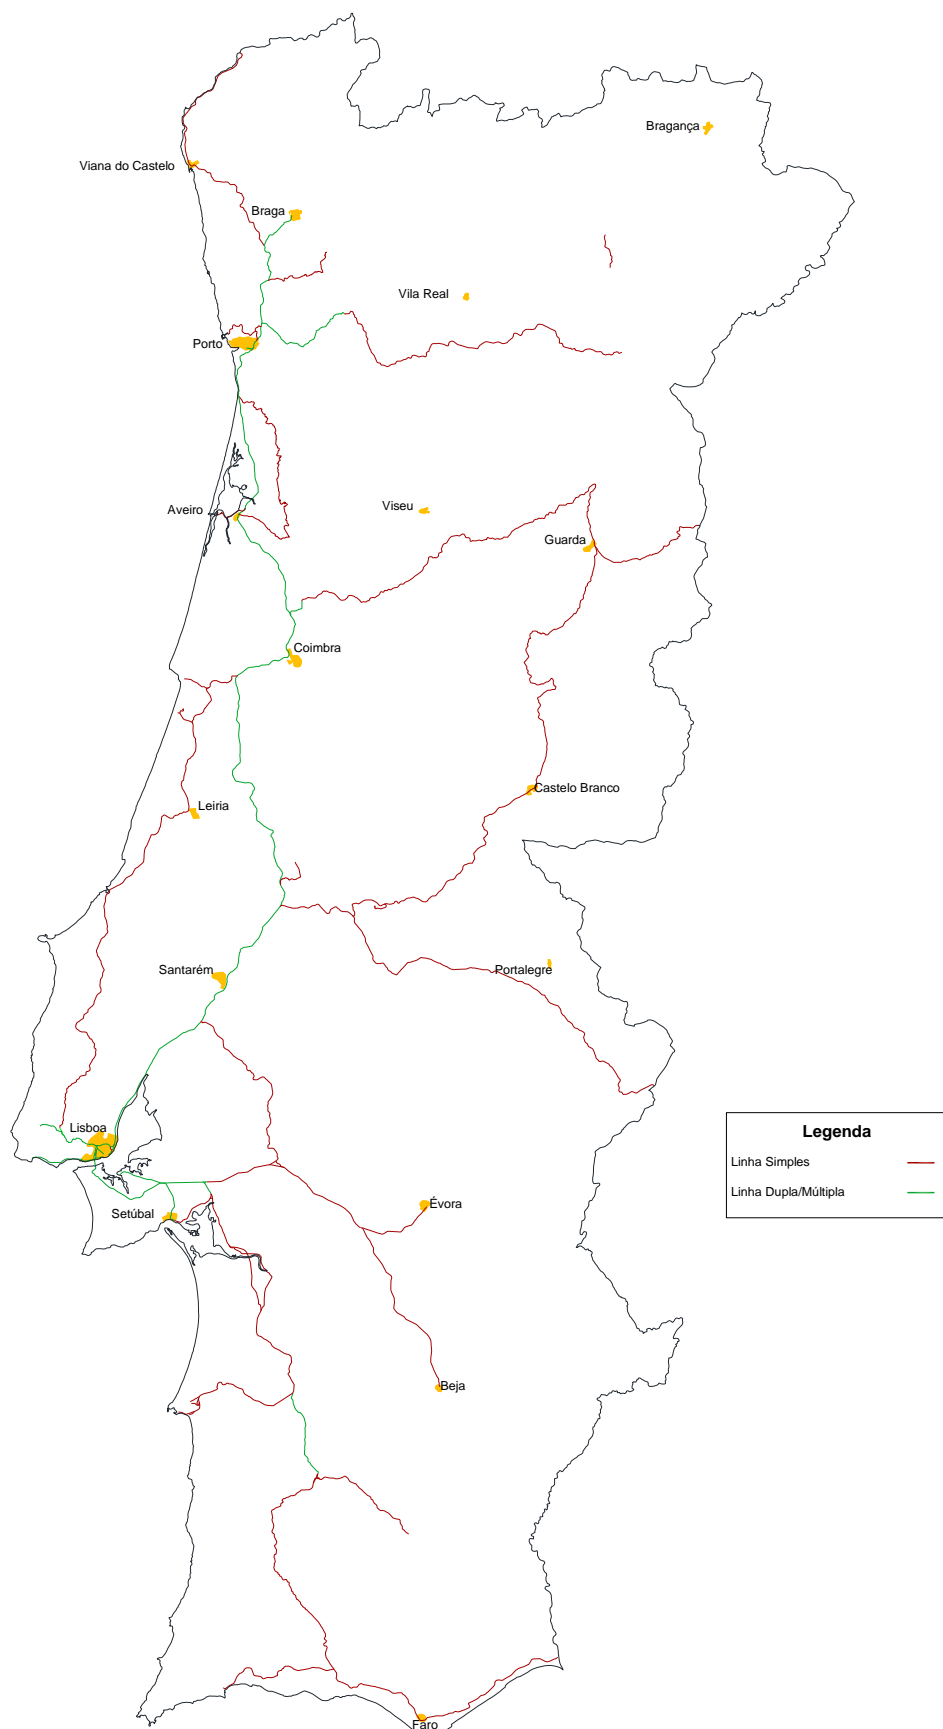 Bragança
Viana do Castelo
Braga
Vila Real
Porto
Aveiro
Viseu
Guarda
Coimbra
Castelo Branco
Leiria
Santarém
Portalegre
Lisboa
Legenda
Linha Simples
Linha Dupla/Múltipla
Évora
Setúbal
Beja
Faro